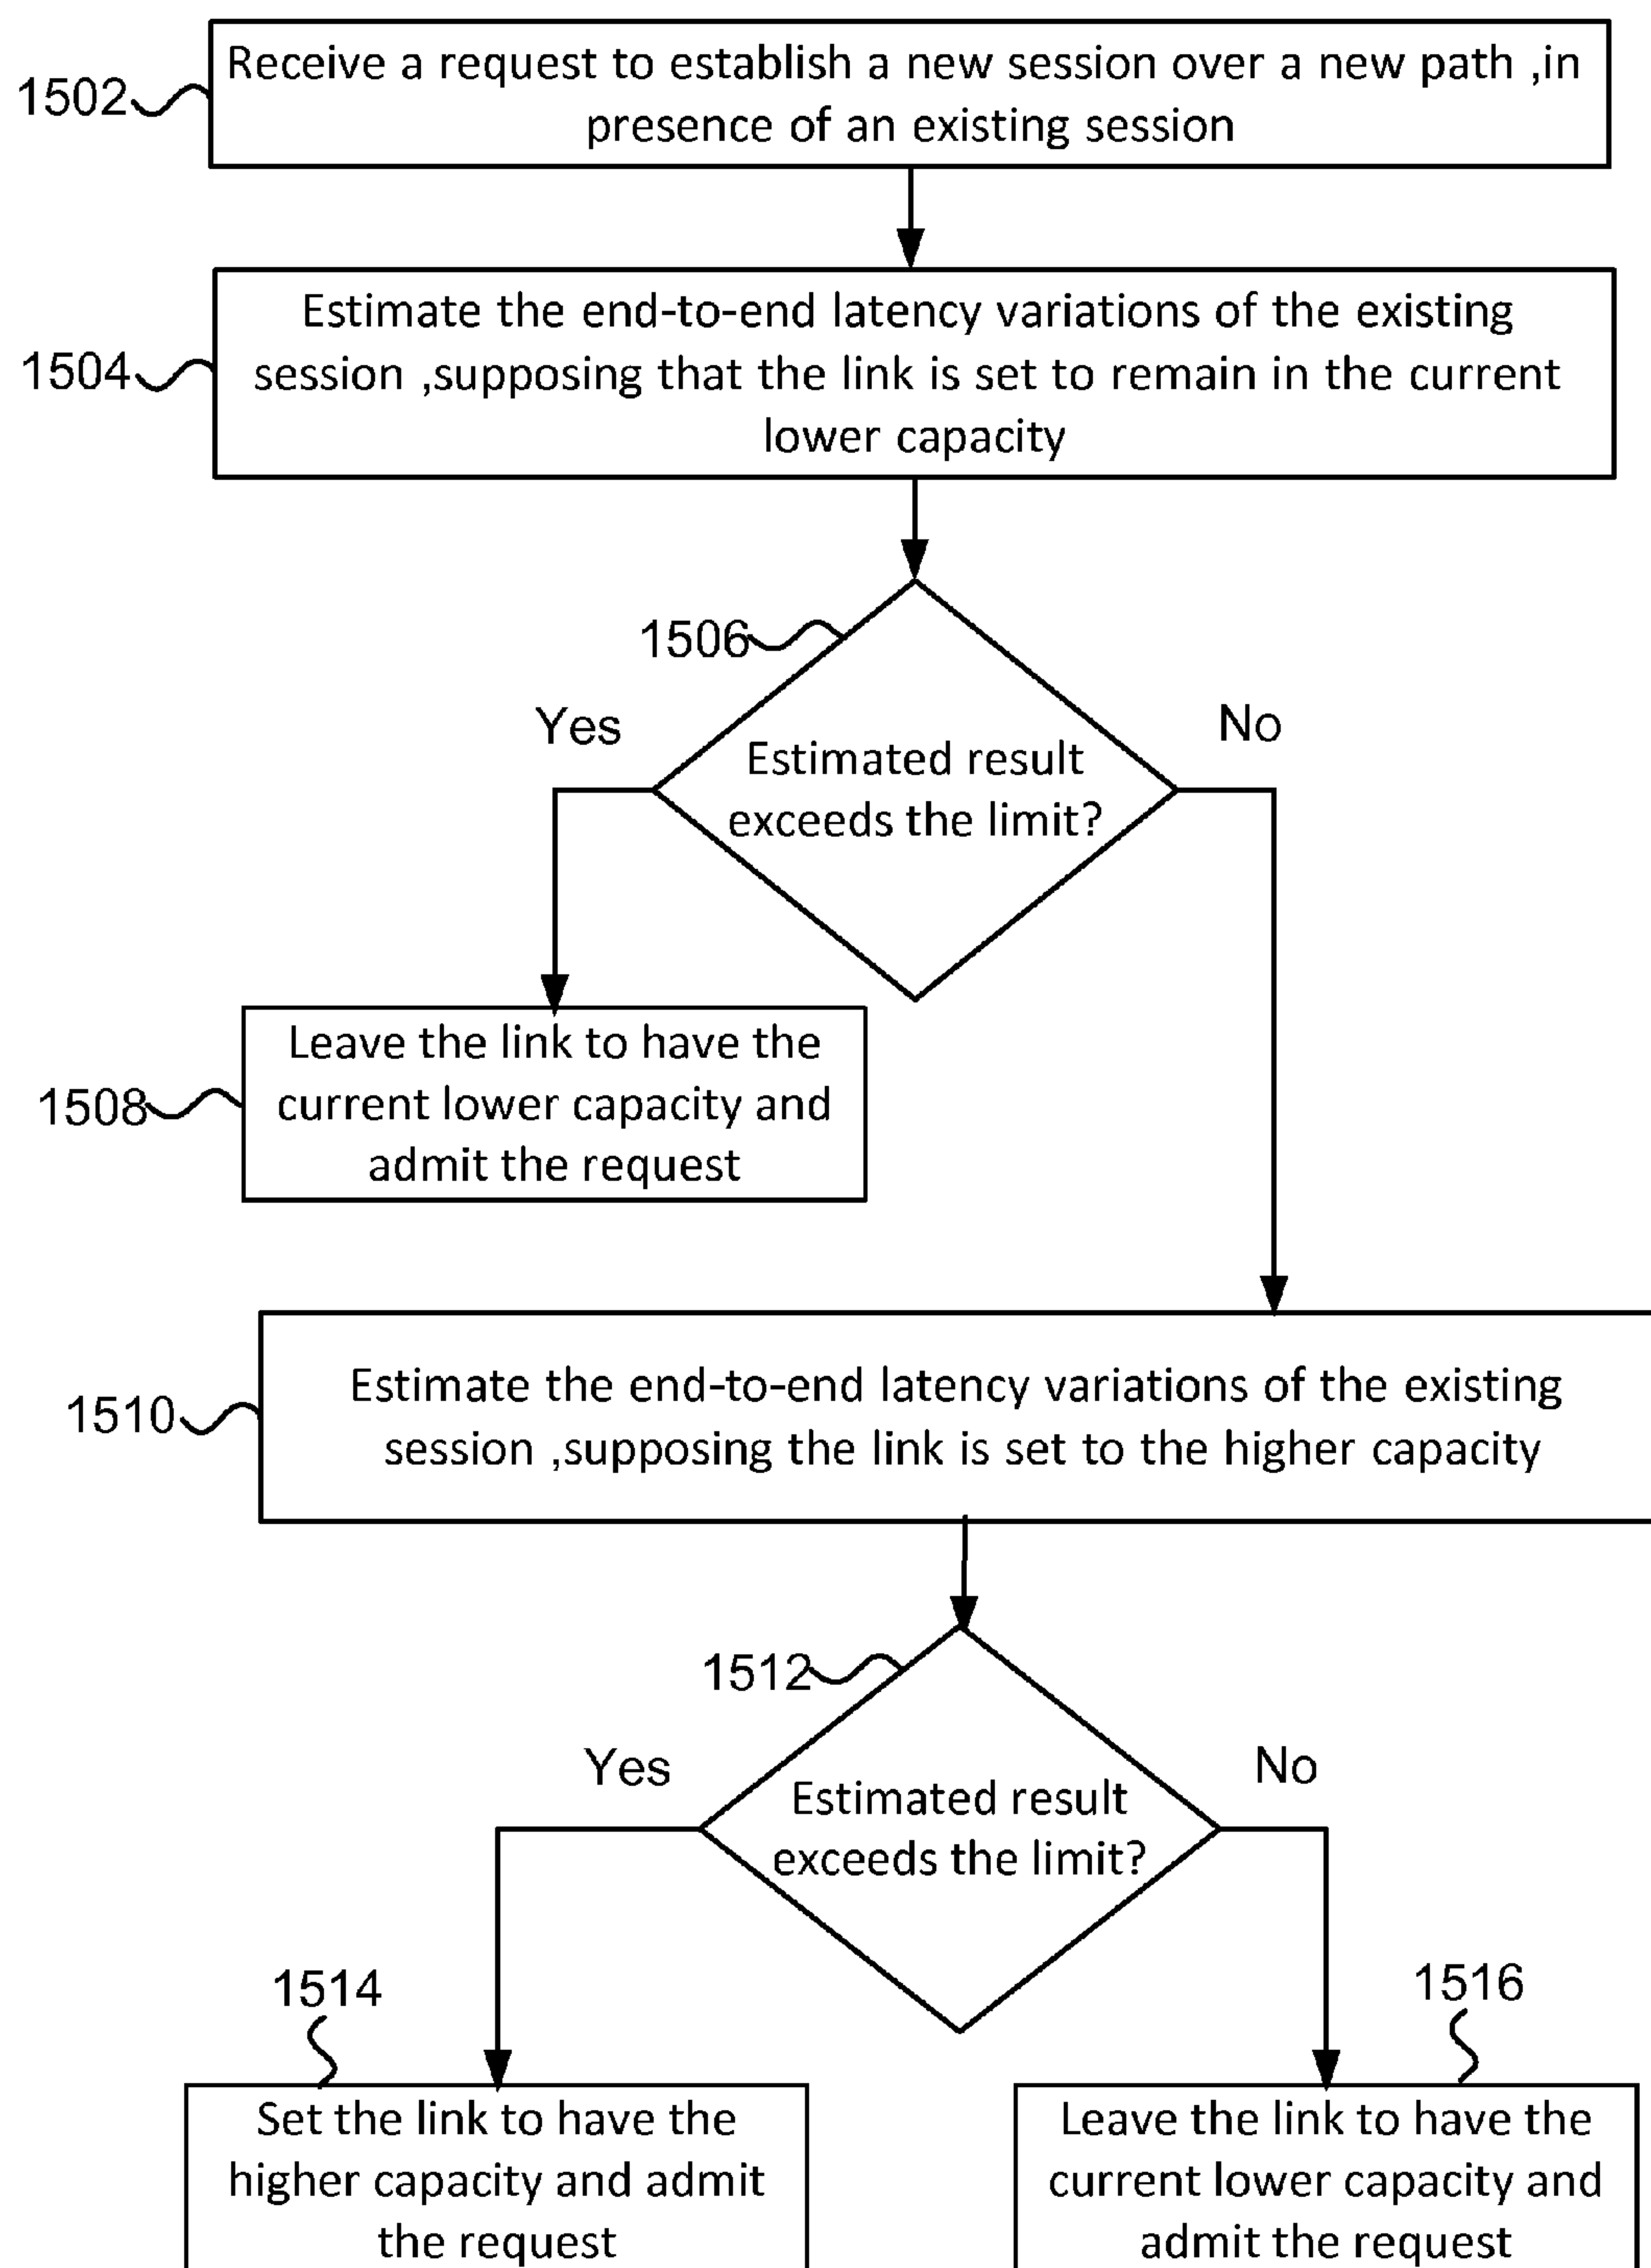 Receive a request to establish a new session over a new path ,in
presence of an existing session
1502
Estimate the end-to-end latency variations of the existing
session ,supposing that the link is set to remain in the current
lower capacity
1504
1506
Yes
No
Estimated result
exceeds the limit?
Leave the link to have the
current lower capacity and
admit the request
1508
Estimate the end-to-end latency variations of the existing
session ,supposing the link is set to the higher capacity
1510
1512
Yes
No
Estimated result
exceeds the limit?
1514
1516
Set the link to have the
higher capacity and admit
the request
Leave the link to have the
current lower capacity and
admit the request